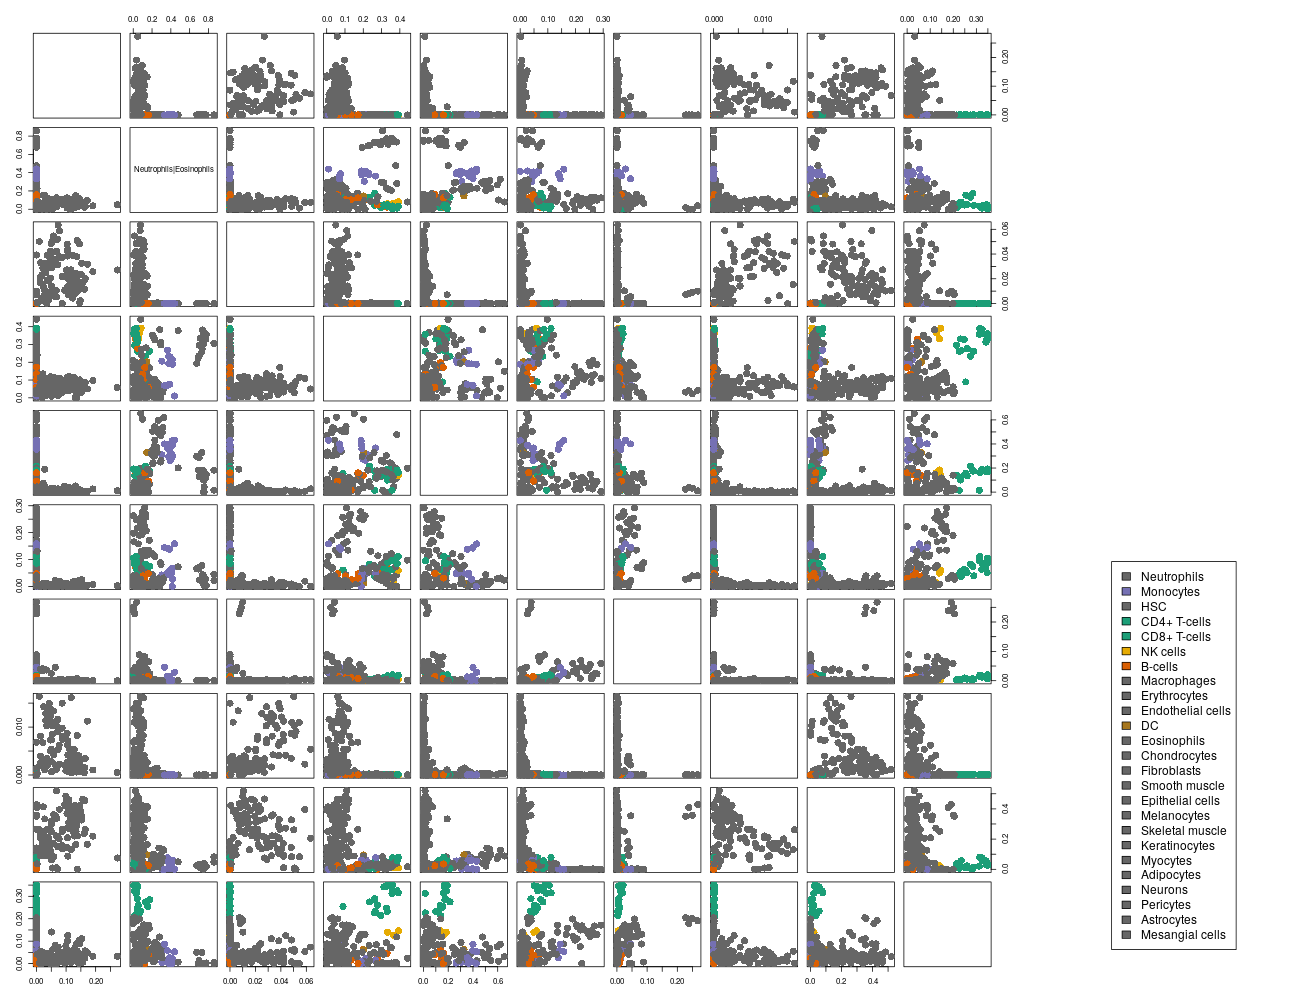 0.0 0.2 0.4 0.6 0.8 0.0 0.1 0.2 0.3 0.4 0.00 0.10 0.20 0.30 0.000 0.010 0.00 0.10 0.20 0.30
0.00 0.10 0.20
0.0 0.2 0.4 0.6 0.8
Neutrophils|Eosinophils
0.00 0.02 0.04 0.06
0.0 0.1 0.2 0.3 0.4
0.0 0.2 0.4 0.6
0.00 0.10 0.20 0.30
0.00 0.10 0.20
0.000 0.010
0.0 0.2 0.4
0.00 0.10 0.20 0.30
0.00 0.10 0.20 0.00 0.02 0.04 0.06 0.0 0.2 0.4 0.6 0.00 0.10 0.20 0.0 0.2 0.4
Neutrophils
Monocytes
HSC
CD4+ T-cells
CD8+ T-cells
NK cells
B-cells
Macrophages
Erythrocytes
Endothelial cells
DC
Eosinophils
Chondrocytes
Fibroblasts
Smooth muscle
Epithelial cells
Melanocytes
Skeletal muscle
Keratinocytes
Myocytes
Adipocytes
Neurons
Pericytes
Astrocytes
Mesangial cells